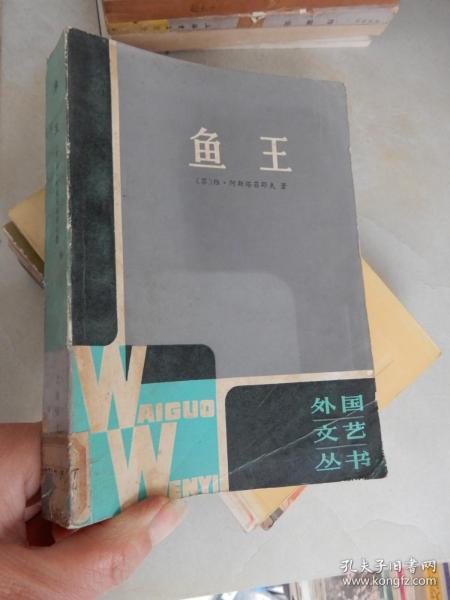 鱼王
〔苏〕维·阿斯塔菲耶夫 著
WAIGUO
WENYI
外国
文艺
丛书
孔夫子旧书网
www.kongfz.com